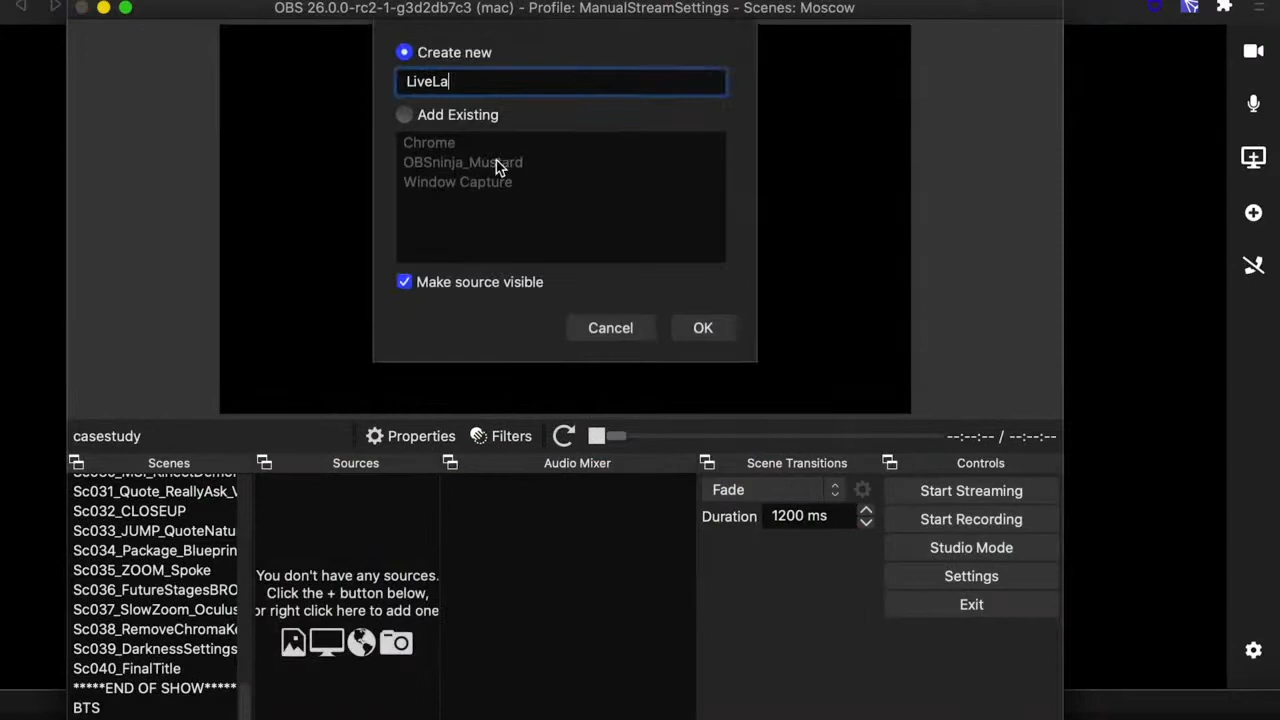 OBS 26.0.0-rc2-1-g3d2db7c3 (mac) - Profile: ManualStreamSettings - Scenes: Moscow
Create new
LiveLa
Add Existing
Chrome
OBSninja_Mustard
Window Capture
Make source visible
Cancel
OK
casestudy
Properties
Filters
--:--:-- / --:--:--
Scenes
Sources
Audio Mixer
Scene Transitions
Controls
Sc031_Quote_ReallyAsk_
Sc032_CLOSEUP
Sc033_JUMP_QuoteNatu
Sc034_Package_Blueprin
Sc035_ZOOM_Spoke
Sc036_FutureStagesBRO
Sc037_SlowZoom_Oculus
Sc038_RemoveChromaKe
Sc039_DarknessSettings
Sc040_FinalTitle
*****END OF SHOW*****
BTS
You don't have any sources.
Click the + button below,
or right click here to add one
Fade
Duration
1200 ms
Start Streaming
Start Recording
Studio Mode
Settings
Exit